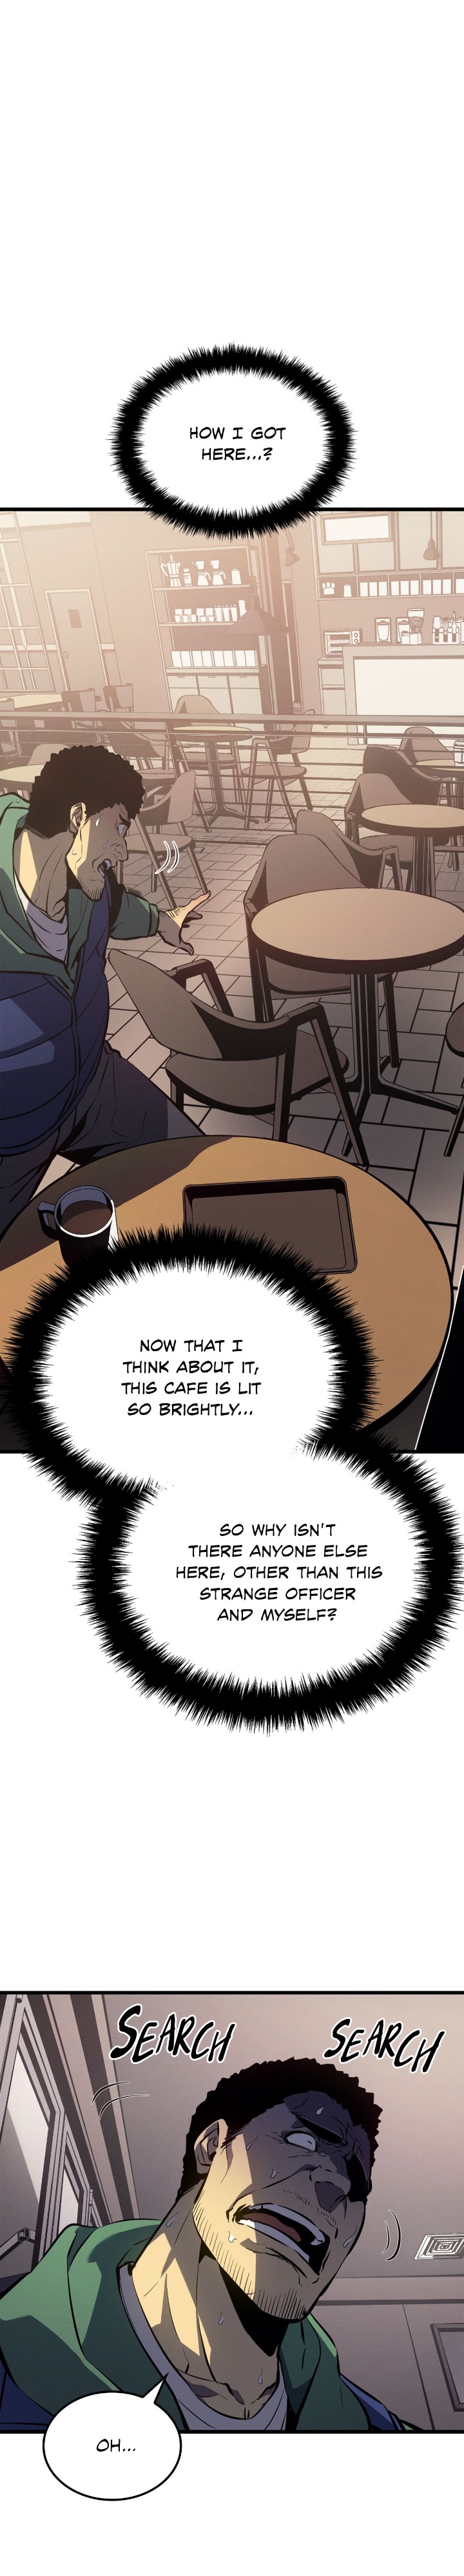 HOW I GOT
HERE...?
NOW THAT I
THINK ABOUT IT,
THIS CAFE IS LIT
SO BRIGHTLY...
SO WHY ISN'T
THERE ANYONE ELSE
HERE, OTHER THAN THIS
STRANGE OFFICER
AND MYSELF?
SEARCH
SEARCH
OH...